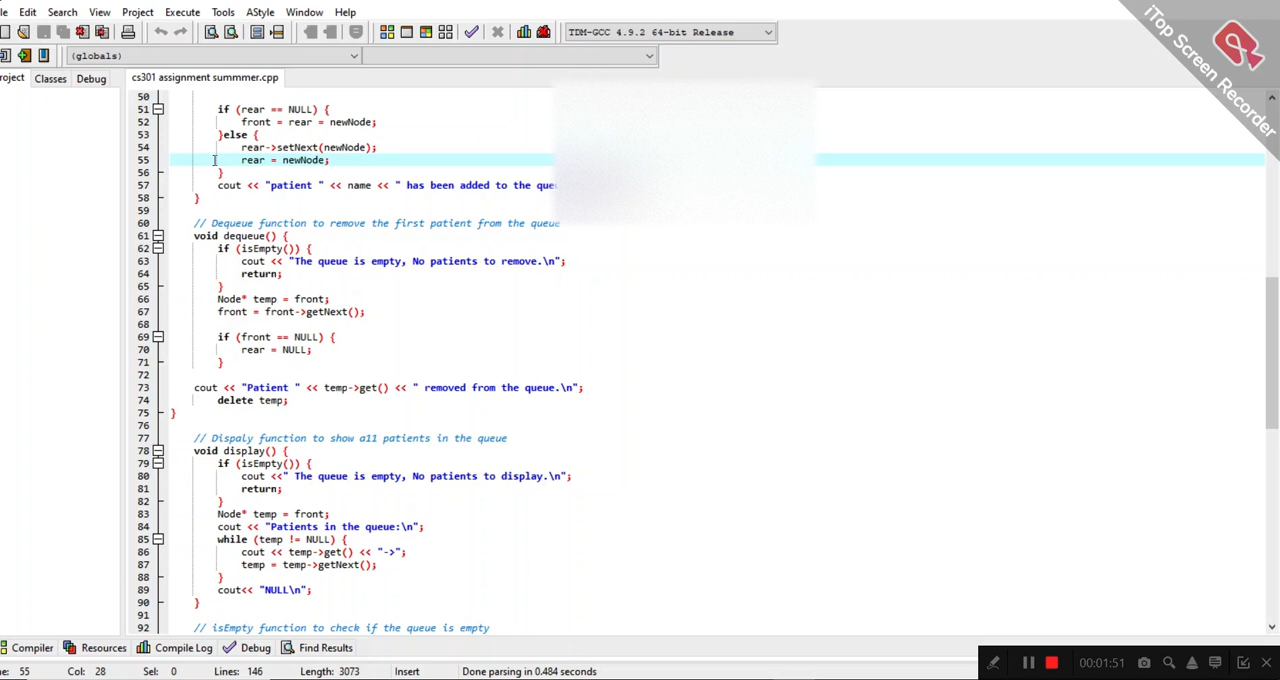 Edit Search View Project Execute Tools AStyle Window Help
TDM-GCC 4.9.2 64-bit Release
(globals)
Classes Debug cs301 assignment summmer.cpp
iTop Screen Recorder
50
51 if (rear == NULL) {
52 front = rear = newNode;
53 }else {
54 rear->setNext(newNode);
55 rear = newNode;
56 }
57 cout << "patient " << name << " has been added to the
58 }
59
60 // Dequeue function to remove the first patient from the queue
61 void dequeue() {
62 if (isEmpty()) {
63 cout << "The queue is empty, No patients to remove.\n";
64 return;
65 }
66 Node* temp = front;
67 front = front->getNext();
68
69 if (front == NULL) {
70 rear = NULL;
71 }
72
73 cout << "Patient " << temp->get() << " removed from the queue.\n";
74 delete temp;
75 }
76
77 // Dispaly function to show all patients in the queue
78 void display() {
79 if (isEmpty()) {
80 cout <<" The queue is empty, No patients to display.\n";
81 return;
82 }
83 Node* temp = front;
84 cout << "Patients in the queue:\n";
85 while (temp != NULL) {
86 cout << temp->get() << "->";
87 temp = temp->getNext();
88 }
89 cout<< "NULL\n";
90 }
91
92 // isEmpty function to check if the queue is empty
Compiler Resources Compile Log Debug Find Results
55 Col: 28 Sel: 0 Lines: 146 Length: 3073 Insert Done parsing in 0.484 seconds
00:01:51